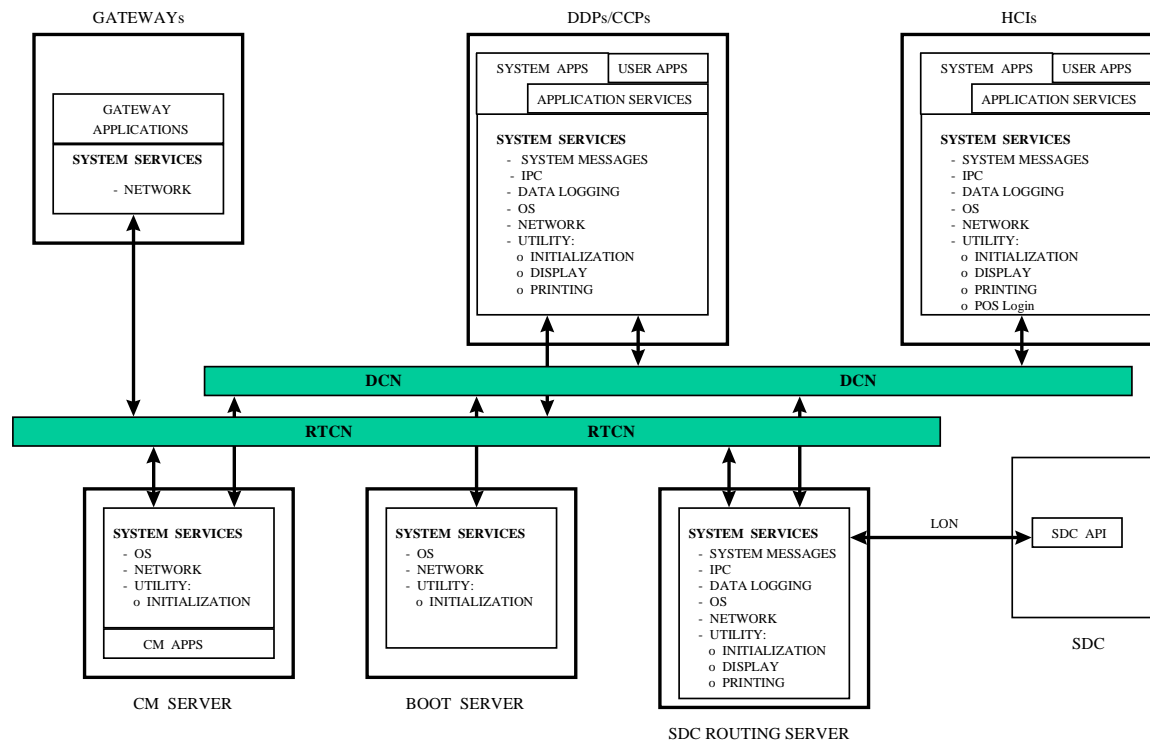 GATEWAYs
GATEWAY
APPLICATIONS
SYSTEM SERVICES
- NETWORK
DDPs/CCPs
SYSTEM APPS
USER APPS
APPLICATION SERVICES
SYSTEM SERVICES
- SYSTEM MESSAGES
- IPC
- DATA LOGGING
- OS
- NETWORK
- UTILITY:
o INITIALIZATION
o DISPLAY
o PRINTING
HCIs
SYSTEM APPS
USER APPS
APPLICATION SERVICES
SYSTEM SERVICES
- SYSTEM MESSAGES
- IPC
- DATA LOGGING
- OS
- NETWORK
- UTILITY:
o INITIALIZATION
o DISPLAY
o PRINTING
o POS Login
DCN
DCN
RTCN
RTCN
SYSTEM SERVICES
- OS
- NETWORK
- UTILITY:
o INITIALIZATION
CM APPS
CM SERVER
SYSTEM SERVICES
- OS
- NETWORK
- UTILITY:
o INITIALIZATION
BOOT SERVER
SYSTEM SERVICES
- SYSTEM MESSAGES
- IPC
- DATA LOGGING
- OS
- NETWORK
- UTILITY:
o INITIALIZATION
o DISPLAY
o PRINTING
SDC ROUTING SERVER
LON
SDC API
SDC